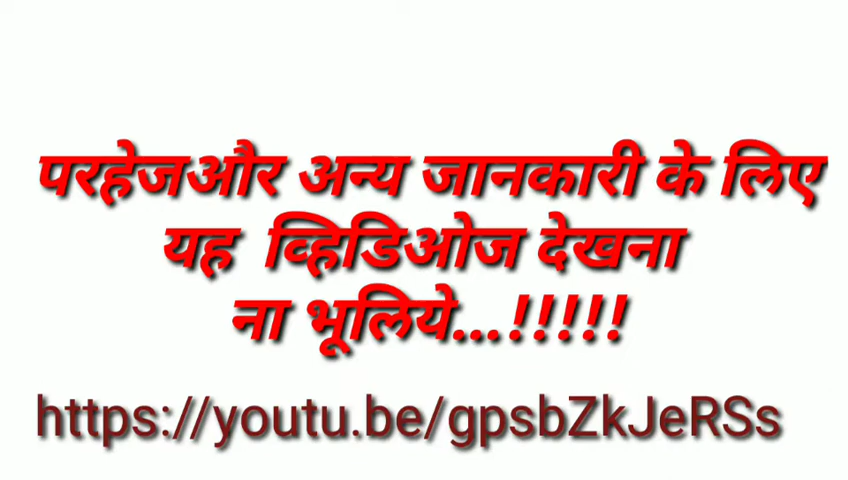 परहेजऔर अन्य जानकारी के लिए
यह व्हिडिओज देखना
ना भूलिये...!!!!!
https://youtu.be/gpsbZkJeRSs